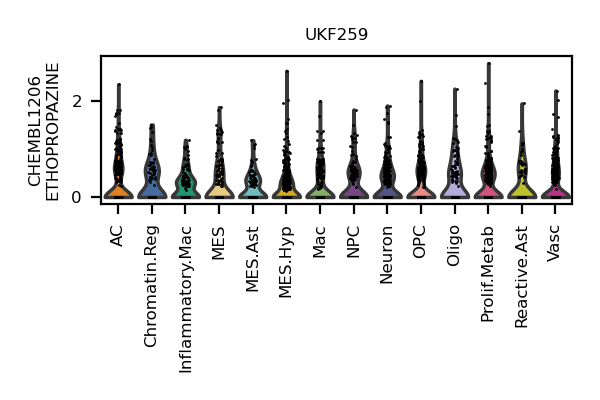 UKF259
CHEMBL1206
ETHOPROPAZINE
2
0
AC
Chromatin.Reg
Inflammatory.Mac
MES
MES.Ast
MES.Hyp
Mac
NPC
Neuron
OPC
Oligo
Prolif.Metab
Reactive.Ast
Vasc